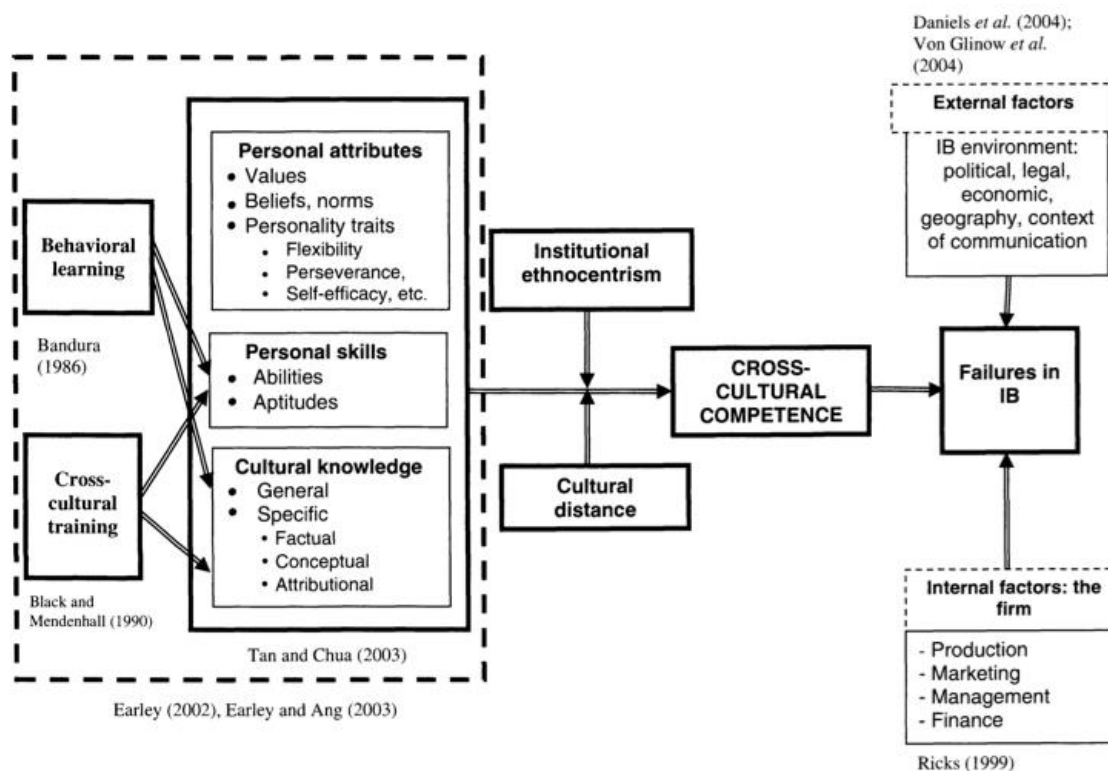 Daniels et al. (2004);
Von Glinow et al.
(2004)
External factors
IB environment:
political, legal,
economic,
geography, context
of communication
Personal attributes
• Values
• Beliefs, norms
• Personality traits
• Flexibility
• Perseverance,
• Self-efficacy, etc.
Behavioral
learning
Bandura
(1986)
Personal skills
• Abilities
• Aptitudes
Cross-
cultural
training
Black and
Mendenhall (1990)
Cultural knowledge
• General
• Specific
• Factual
• Conceptual
• Attributional
Tan and Chua (2003)
Earley (2002), Earley and Ang (2003)
Institutional
ethnocentrism
Cultural
distance
CROSS-
CULTURAL
COMPETENCE
Failures in
IB
Internal factors: the
firm
- Production
- Marketing
- Management
- Finance
Ricks (1999)